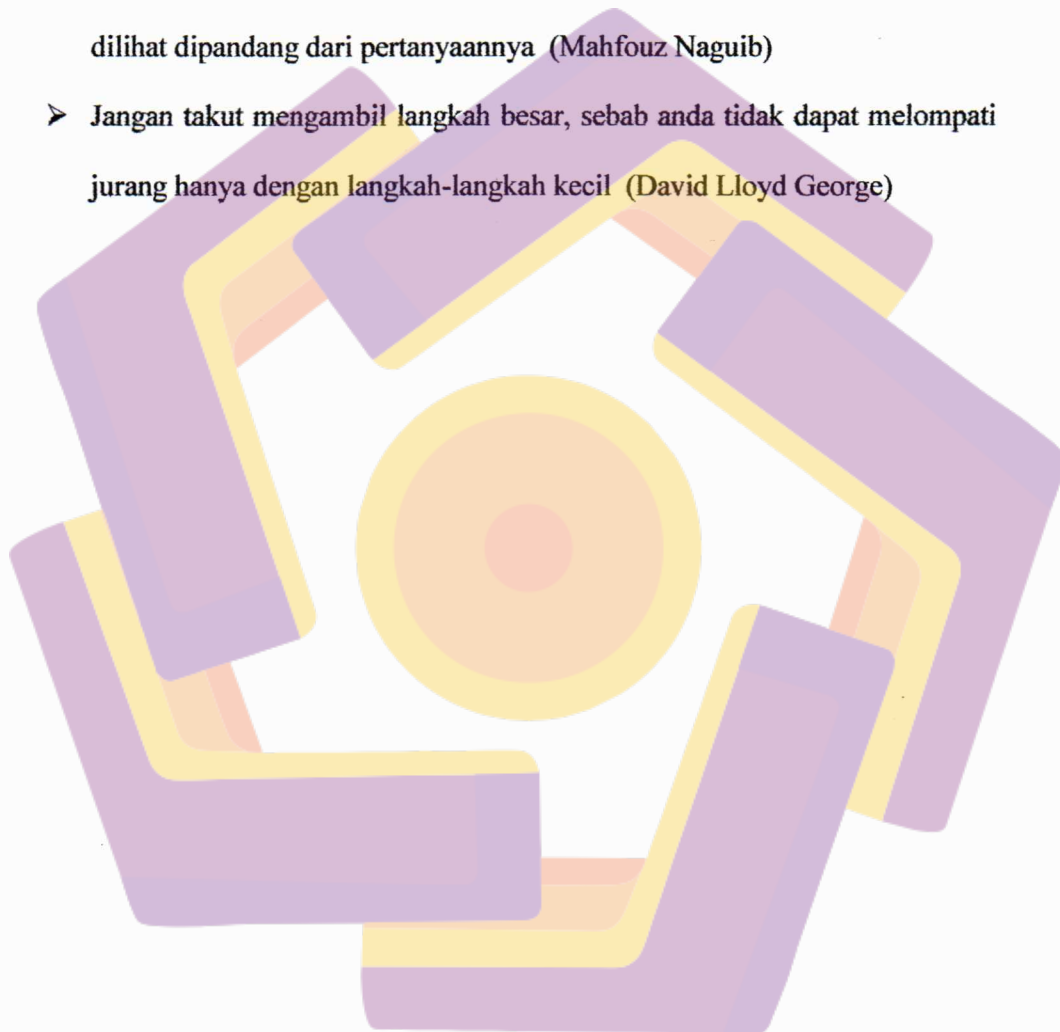 dilihat dipandang dari pertanyaannya (Mahfouz Naguib)
➢ Jangan takut mengambil langkah besar, sebab anda tidak dapat melompati
jurang hanya dengan langkah-langkah kecil (David Lloyd George)